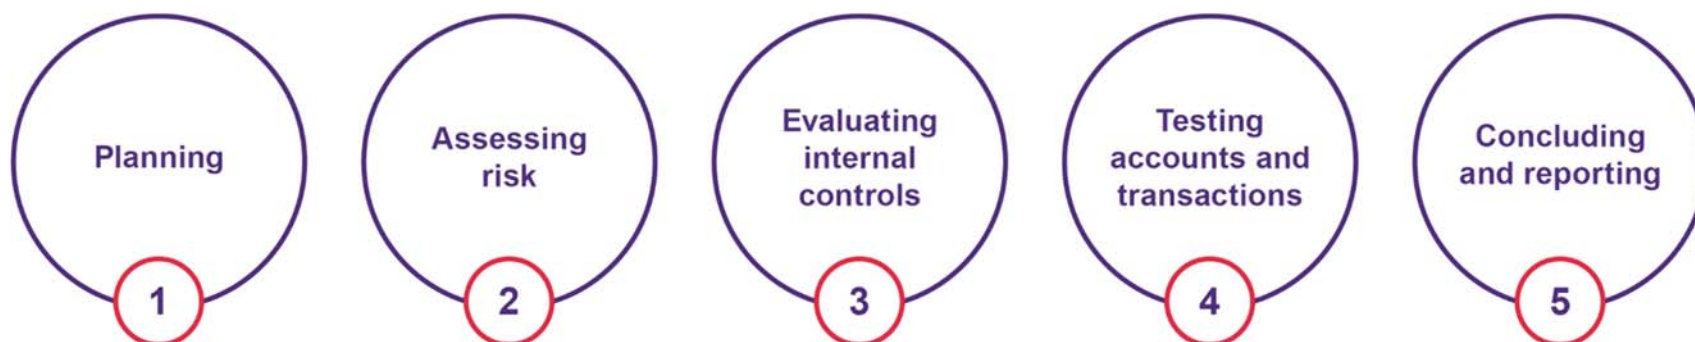 Planning
1
Assessing
risk
2
Evaluating
internal
controls
3
Testing
accounts and
transactions
4
Concluding
and reporting
5